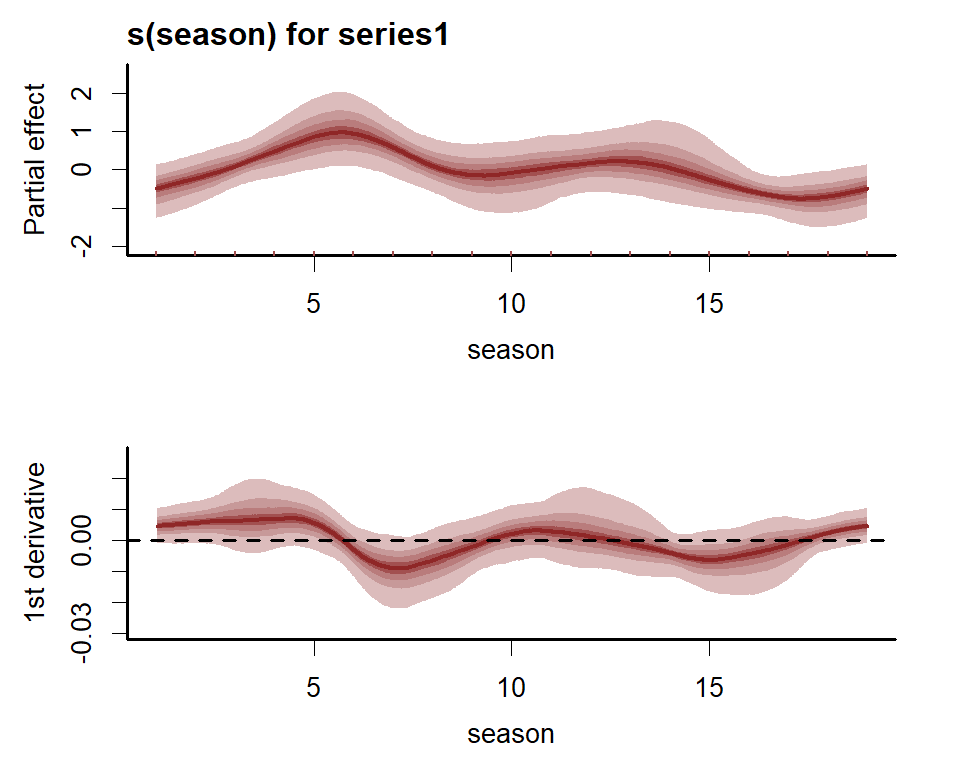 s(season) for series1
Partial effect
2
1
0
-2
5
10
15
season
1st derivative
0.00
-0.03
5
10
15
season